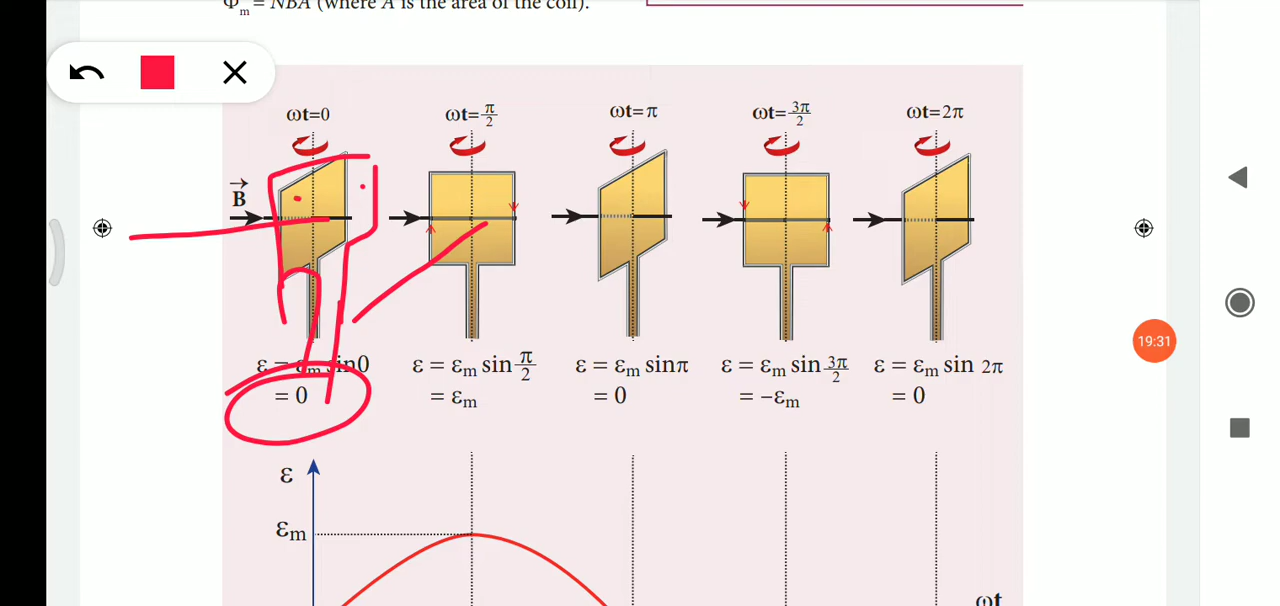 Φm = NBA (where A is the area of the coil).
ωt=0 ωt=π/2 ωt=π ωt=3π/2 ωt=2π
B
ε = εm sin0 ε = εm sin π/2 ε = εm sinπ ε = εm sin 3π/2 ε = εm sin 2π
= 0 = εm = 0 = -εm = 0
19:31
ε
εm
ωt